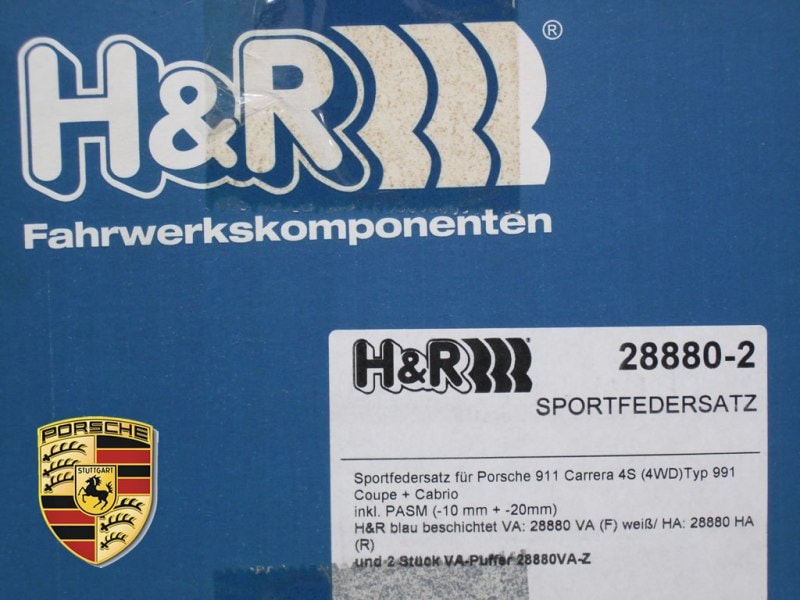 H&R®
Fahrwerkskomponenten
H&R® 28880-2
SPORTFEDERSATZ
Sportfedersatz für Porsche 911 Carrera 4S (4WD)Typ 991
Coupe + Cabrio
inkl. PASM (-10 mm + -20mm)
H&R blau beschichtet VA: 28880 VA (F) weiß/ HA: 28880 HA
(R)
und 2 Stück VA-Puffer 28880VA-Z
PORSCHE
STUTTGART